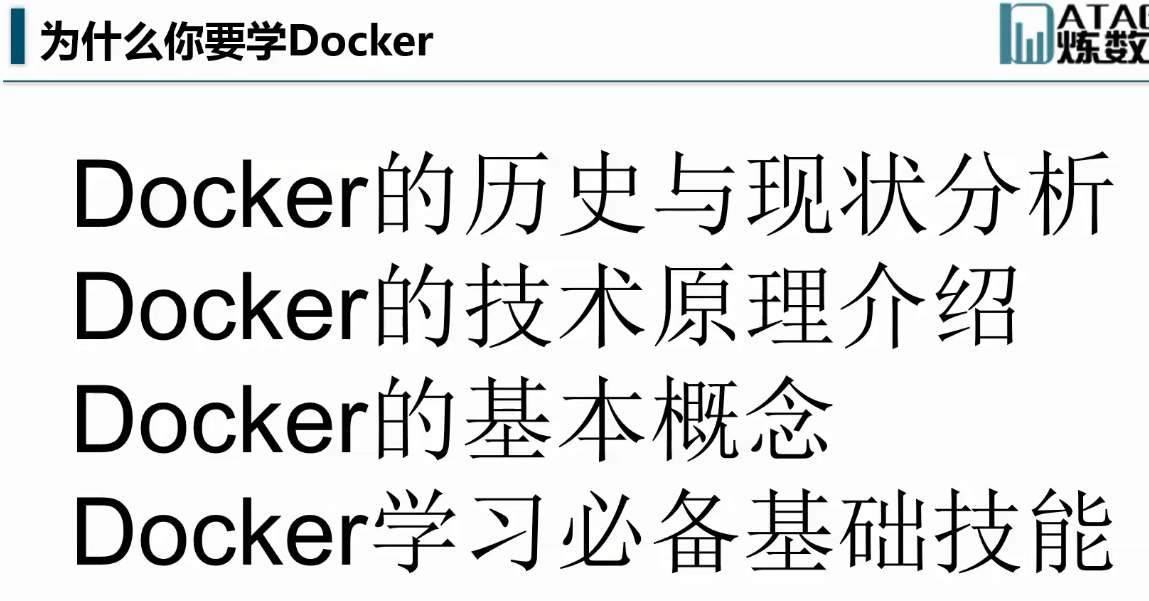 为什么你要学Docker
炼数
Docker的历史与现状分析
Docker的技术原理介绍
Docker的基本概念
Docker学习必备基础技能